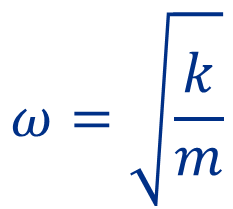 ω = √(k/m)